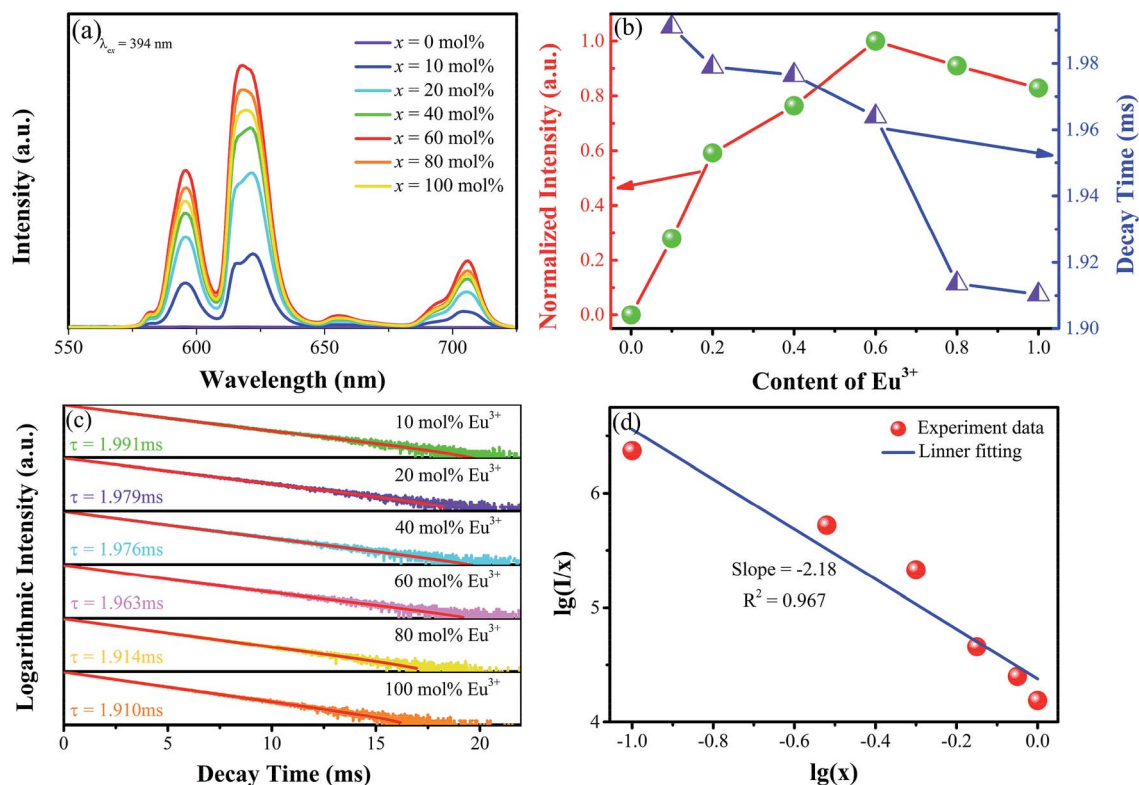 (a)
λex = 394 nm
x = 0 mol%
x = 10 mol%
x = 20 mol%
x = 40 mol%
x = 60 mol%
x = 80 mol%
x = 100 mol%
Intensity (a.u.)
550 600 650 700
Wavelength (nm)
(b)
Normalized Intensity (a.u.)
1.0
0.8
0.6
0.4
0.2
0.0
0.0 0.2 0.4 0.6 0.8 1.0
Content of Eu³⁺
1.98
1.96
1.92
1.91
1.90
Decay Time (ms)
(c)
Logarithmic Intensity (a.u.)
10 mol% Eu³⁺
τ = 1.991ms
20 mol% Eu³⁺
τ = 1.979ms
40 mol% Eu³⁺
τ = 1.976ms
60 mol% Eu³⁺
τ = 1.963ms
80 mol% Eu³⁺
τ = 1.914ms
100 mol% Eu³⁺
τ = 1.910ms
0 5 10 15 20
Decay Time (ms)
(d)
Experiment data
Linner fitting
Slope = -2.18
R² = 0.967
lg(I/x)
6
5
4
-1.0 -0.8 -0.6 -0.4 -0.2 0.0
lg(x)